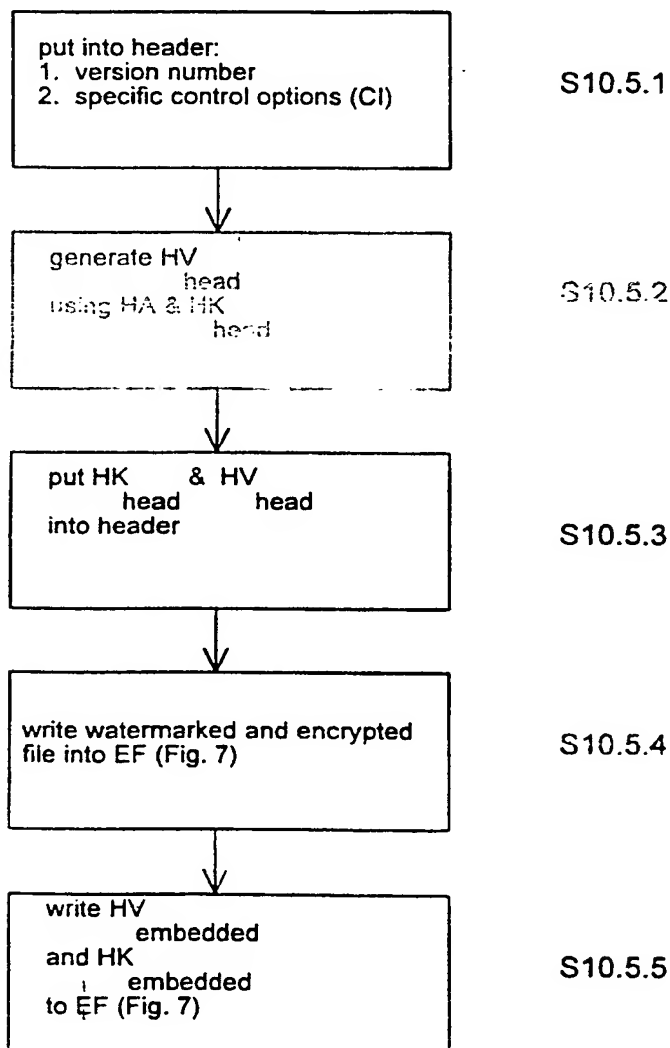 put into header:
1. version number
2. specific control options (CI)
S10.5.1
generate HV
head
using HA & HK
head
S10.5.2
put HK & HV
head head
into header
S10.5.3
write watermarked and encrypted
file into EF (Fig. 7)
S10.5.4
write HV
embedded
and HK
embedded
to EF (Fig. 7)
S10.5.5